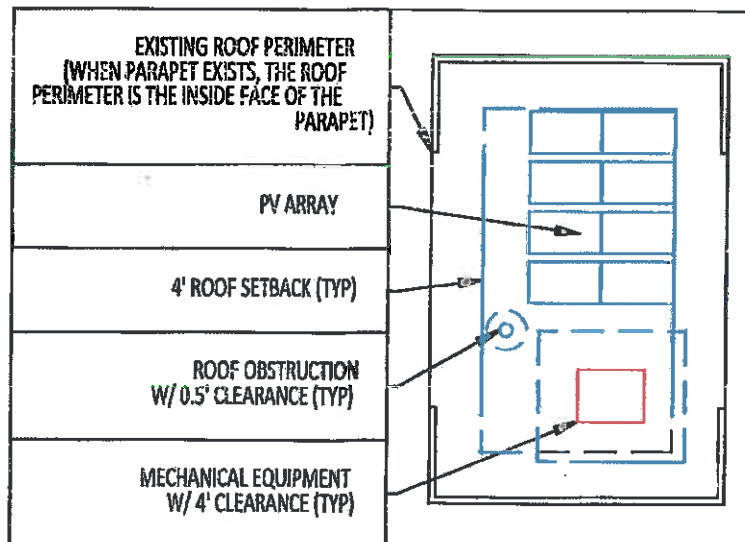 EXISTING ROOF PERIMETER
(WHEN PARAPET EXISTS, THE ROOF
PERIMETER IS THE INSIDE FACE OF THE
PARAPET)
PV ARRAY
4' ROOF SETBACK (TYP)
ROOF OBSTRUCTION
W/ 0.5' CLEARANCE (TYP)
MECHANICAL EQUIPMENT
W/ 4' CLEARANCE (TYP)